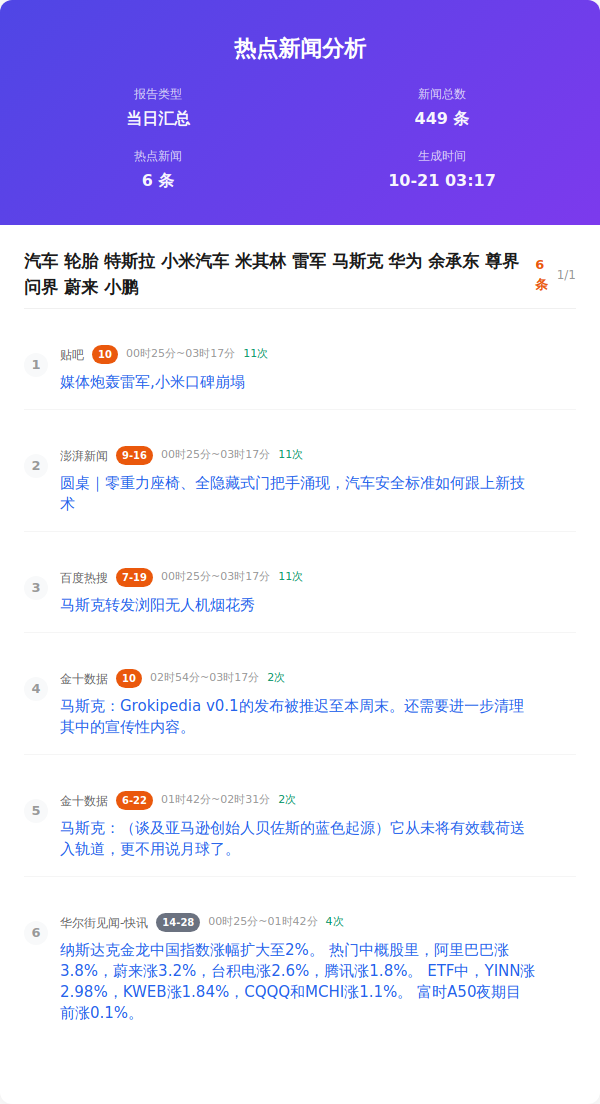 热点新闻分析
报告类型
新闻总数
当日汇总
449 条
热点新闻
生成时间
6 条
10-21 03:17
汽车 轮胎 特斯拉 小米汽车 米其林 雷军 马斯克 华为 余承东 尊界
问界 蔚来 小鹏
6
条
1/1
1
贴吧 10 00时25分~03时17分 11次
媒体炮轰雷军,小米口碑崩塌
2
澎湃新闻 9-16 00时25分~03时17分 11次
圆桌｜零重力座椅、全隐藏式门把手涌现，汽车安全标准如何跟上新技
术
3
百度热搜 7-19 00时25分~03时17分 11次
马斯克转发浏阳无人机烟花秀
4
金十数据 10 02时54分~03时17分 2次
马斯克：Grokipedia v0.1的发布被推迟至本周末。还需要进一步清理
其中的宣传性内容。
5
金十数据 6-22 01时42分~02时31分 2次
马斯克：（谈及亚马逊创始人贝佐斯的蓝色起源）它从未将有效载荷送
入轨道，更不用说月球了。
6
华尔街见闻-快讯 14-28 00时25分~01时42分 4次
纳斯达克金龙中国指数涨幅扩大至2%。 热门中概股里，阿里巴巴涨
3.8%，蔚来涨3.2%，台积电涨2.6%，腾讯涨1.8%。 ETF中，YINN涨
2.98%，KWEB涨1.84%，CQQQ和MCHI涨1.1%。 富时A50夜期目
前涨0.1%。